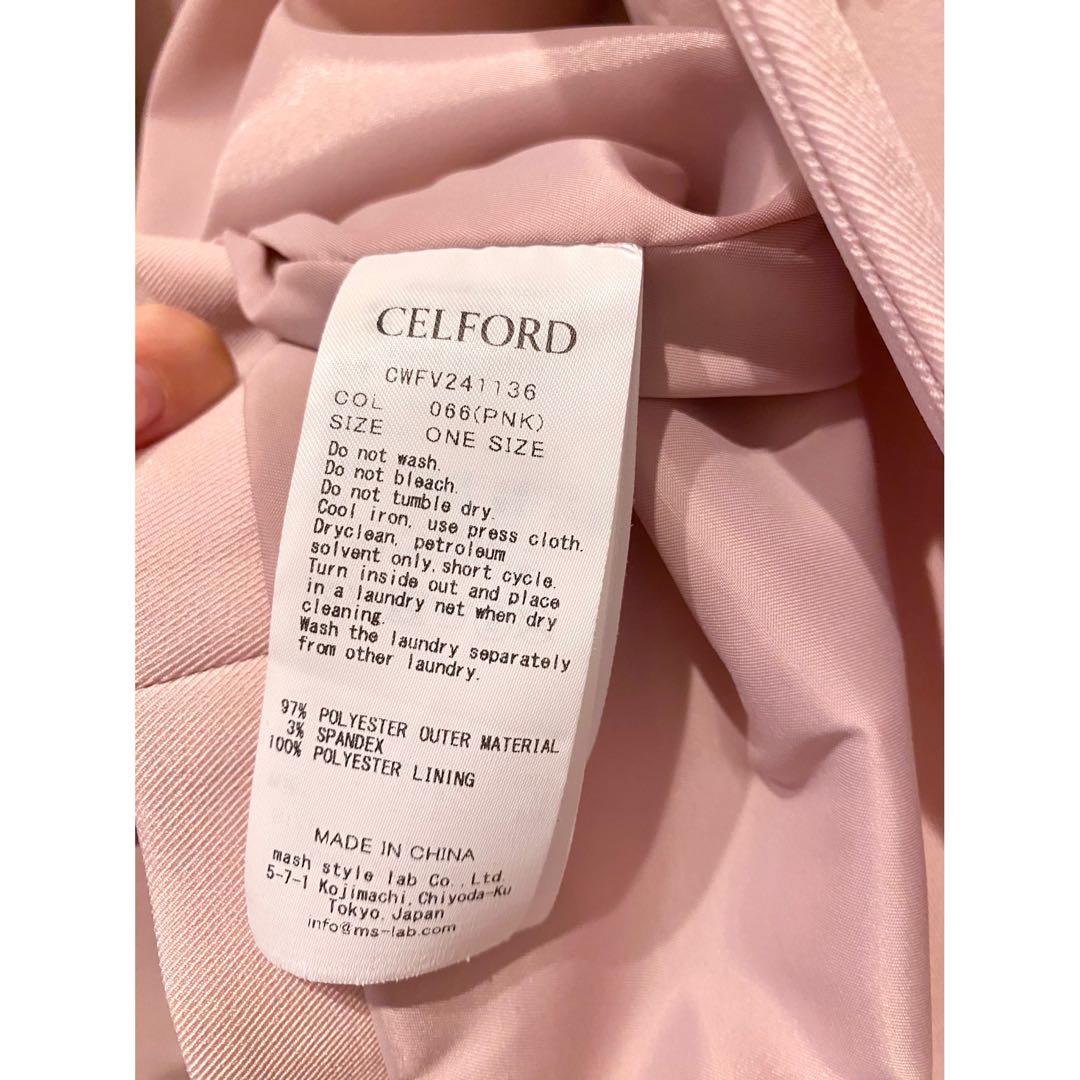 CELFORD
CWFV241136
COL 066(PNK)
SIZE ONE SIZE
Do not wash.
Do not bleach.
Do not tumble dry.
Cool iron, use press cloth.
Dryclean, petroleum
solvent only, short cycle.
Turn inside out and place
in a laundry net when dry
cleaning.
Wash the laundry separately
from other laundry.
97% POLYESTER OUTER MATERIAL
3% SPANDEX
100% POLYESTER LINING
MADE IN CHINA
mash style lab Co., Ltd.
5-7-1 Kojimachi, Chiyoda-Ku
Tokyo, Japan
info@ms-lab.com